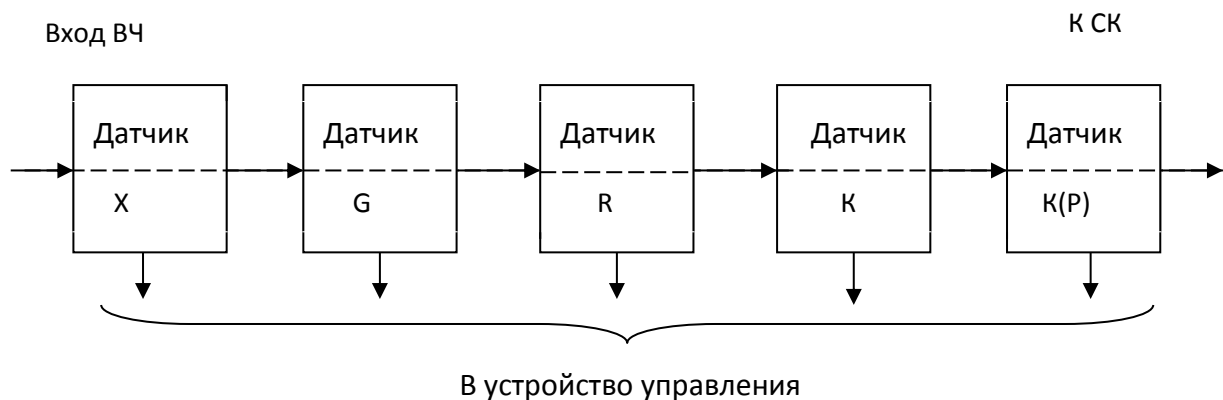 Вход ВЧ
К СК
Датчик
X
Датчик
G
Датчик
R
Датчик
К
Датчик
К(Р)
В устройство управления